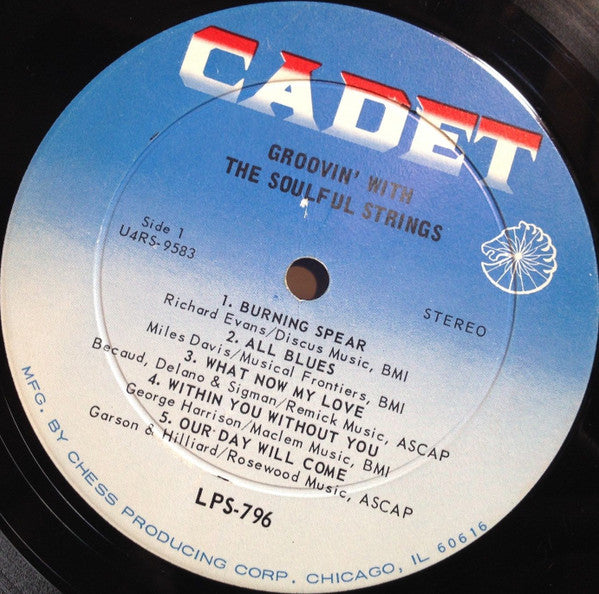 CADET
GROOVIN' WITH
THE SOULFUL STRINGS
Side 1
U4RS-9583
STEREO
1. BURNING SPEAR
Richard Evans/Discus Music, BMI
2. ALL BLUES
Miles Davis/Musical Frontiers, BMI
3. WHAT NOW MY LOVE
Becaud, Delano & Sigman/Remick Music, ASCAP
4. WITHIN YOU WITHOUT YOU
George Harrison/Maclem Music, BMI
5. OUR DAY WILL COME
Garson & Hilliard/Rosewood Music, ASCAP
LPS-796
MFG. BY CHESS PRODUCING CORP. CHICAGO, IL 60616